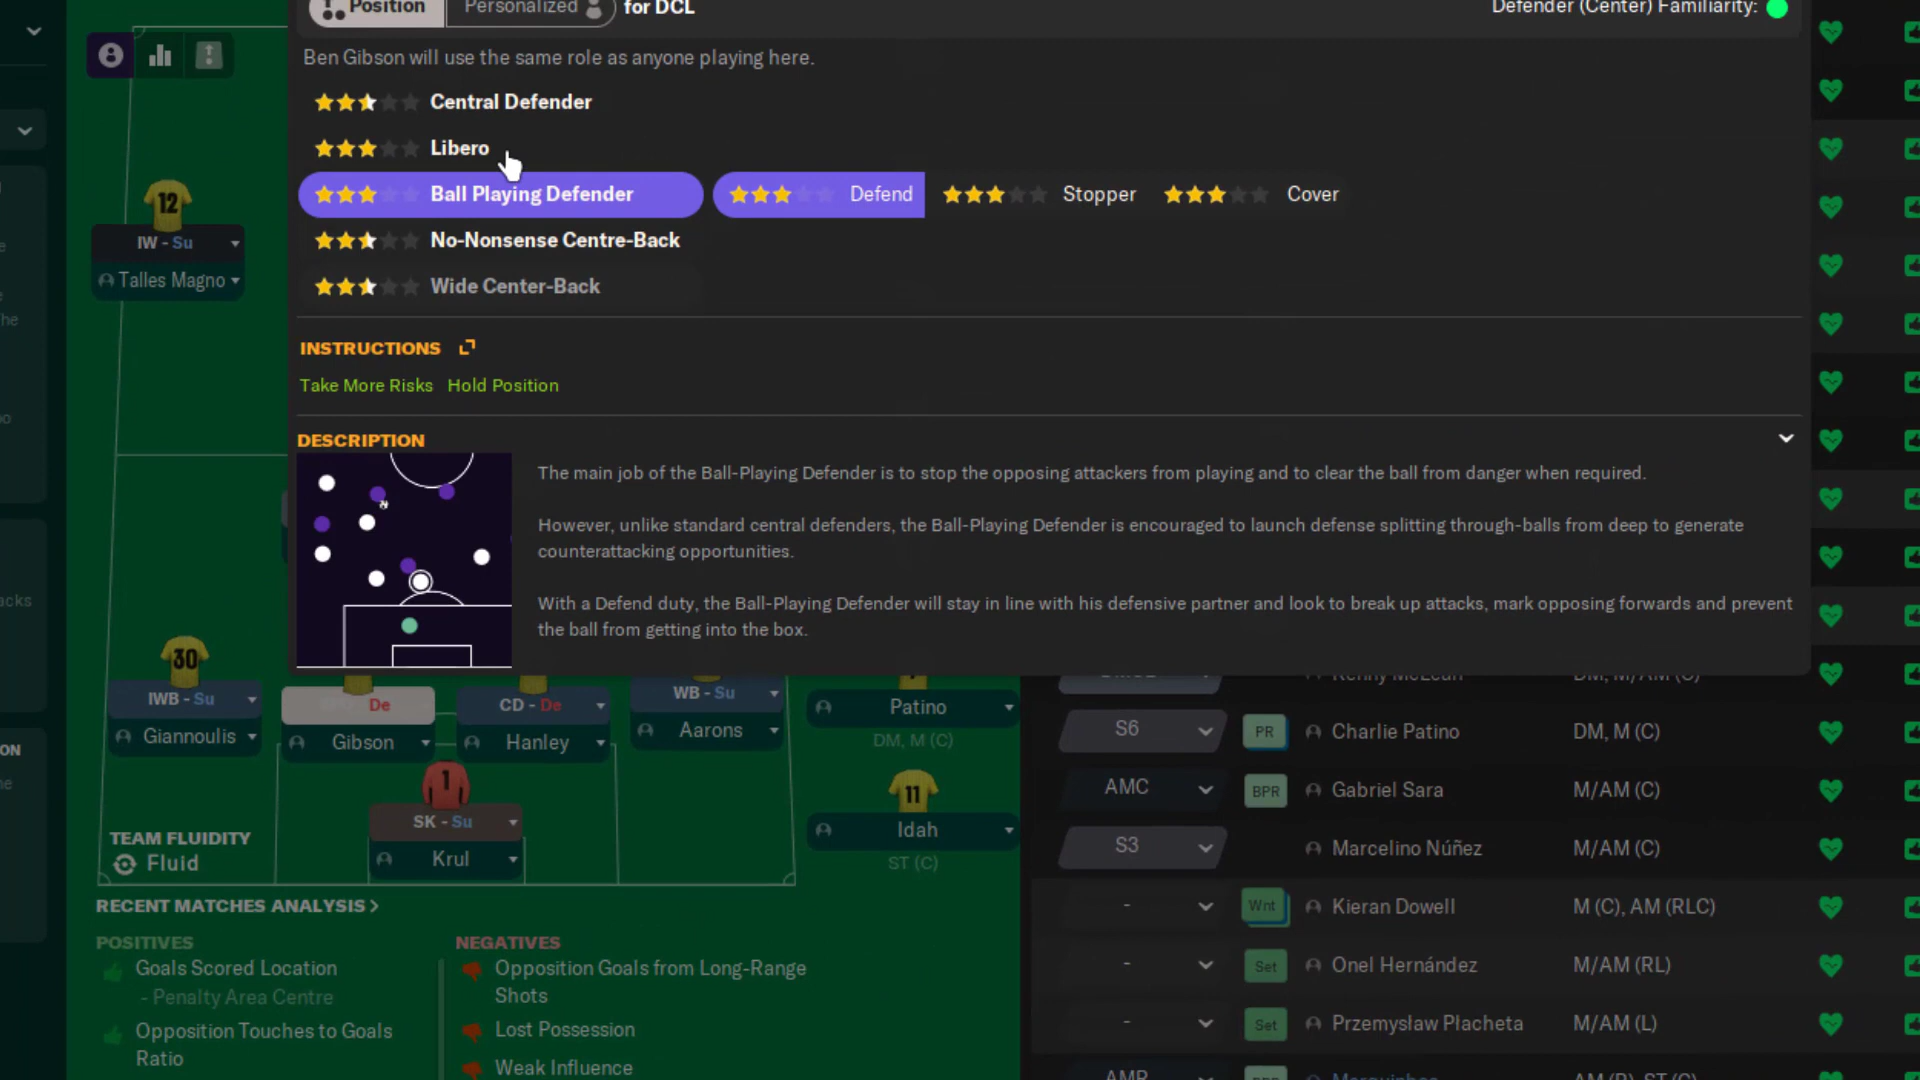 Position
Personalized
for DCL
Defender (Center) Familiarity:
Ben Gibson will use the same role as anyone playing here.
Central Defender
Libero
Ball Playing Defender
Defend
Stopper
Cover
No-Nonsense Centre-Back
Wide Center-Back
INSTRUCTIONS
Take More Risks Hold Position
DESCRIPTION
The main job of the Ball-Playing Defender is to stop the opposing attackers from playing and to clear the ball from danger when required.
However, unlike standard central defenders, the Ball-Playing Defender is encouraged to launch defense splitting through-balls from deep to generate
counterattacking opportunities.
With a Defend duty, the Ball-Playing Defender will stay in line with his defensive partner and look to break up attacks, mark opposing forwards and prevent
the ball from getting into the box.
12
IW - Su
Talles Magno
30
IWB - Su
Giannoulis
De
Gibson
CD - De
Hanley
WB - Su
Aarons
1
SK - Su
Krul
TEAM FLUIDITY
Fluid
Patino
DM, M (C)
11
Idah
ST (C)
Kenny McLean DM, M/AM (C)
S6 PR Charlie Patino DM, M (C)
AMC BPR Gabriel Sara M/AM (C)
S3 Marcelino Núñez M/AM (C)
- Wnt Kieran Dowell M (C), AM (RLC)
- Set Onel Hernández M/AM (RL)
- Set Przemyslaw Placheta M/AM (L)
AMR Marquinhos AM (R), ST (C)
RECENT MATCHES ANALYSIS >
POSITIVES
Goals Scored Location
- Penalty Area Centre
Opposition Touches to Goals
Ratio
NEGATIVES
Opposition Goals from Long-Range
Shots
Lost Possession
Weak Influence